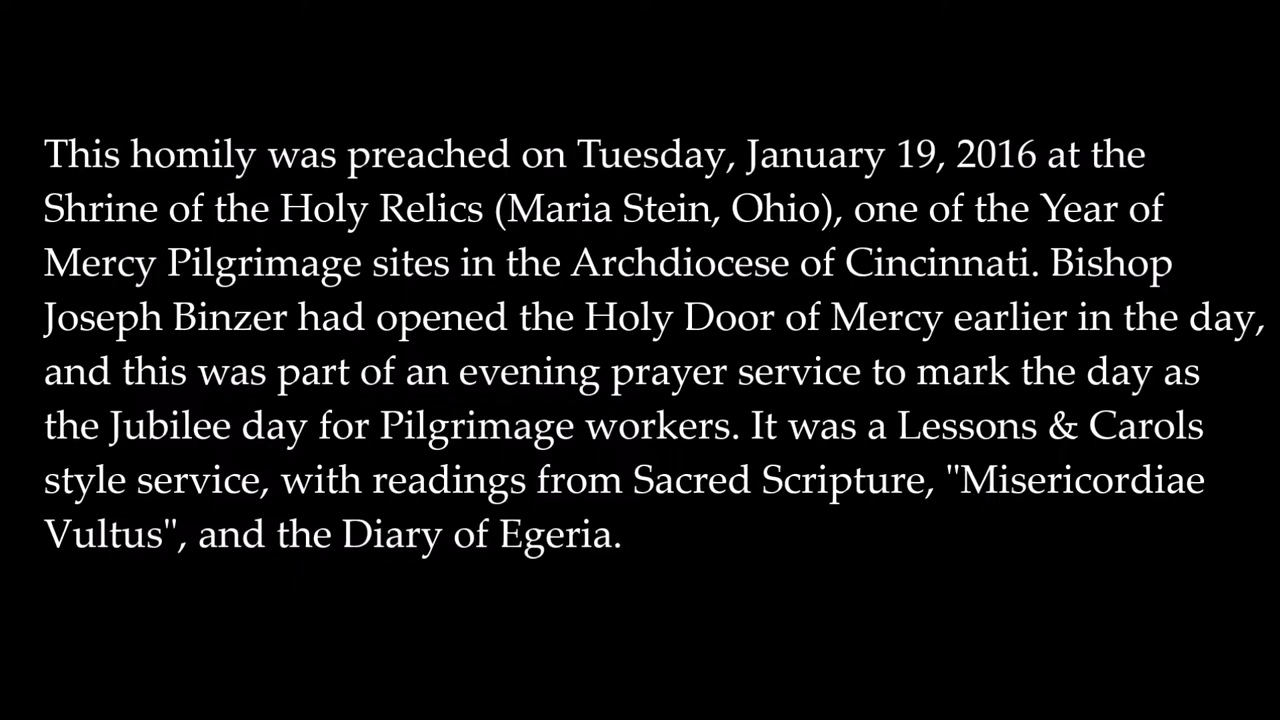 This homily was preached on Tuesday, January 19, 2016 at the
Shrine of the Holy Relics (Maria Stein, Ohio), one of the Year of
Mercy Pilgrimage sites in the Archdiocese of Cincinnati. Bishop
Joseph Binzer had opened the Holy Door of Mercy earlier in the day,
and this was part of an evening prayer service to mark the day as
the Jubilee day for Pilgrimage workers. It was a Lessons & Carols
style service, with readings from Sacred Scripture, "Misericordiae
Vultus", and the Diary of Egeria.